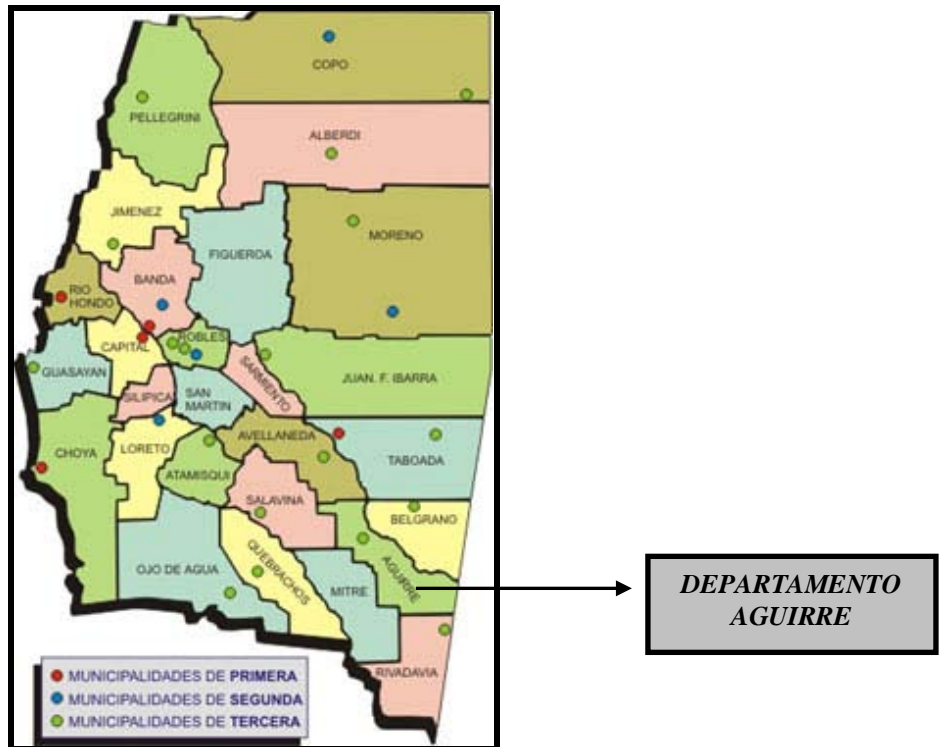 COPO
PELLEGRINI
ALBERDI
JIMENEZ
MORENO
FIGUEROA
BANDA
RIO
HONDO
ROBLES
CAPITAL
GUASAYAN
SARMIENTO
JUAN. F. IBARRA
SILIPICA
SAN
MARTIN
AVELLANEDA
LORETO
CHOYA
TABOADA
ATAMISQUI
SALAVINA
BELGRANO
QUEBRACHOS
AGUIRRE
OJO DE AGUA
MITRE
RIVADAVIA
MUNICIPALIDADES DE PRIMERA
MUNICIPALIDADES DE SEGUNDA
MUNICIPALIDADES DE TERCERA
DEPARTAMENTO
AGUIRRE